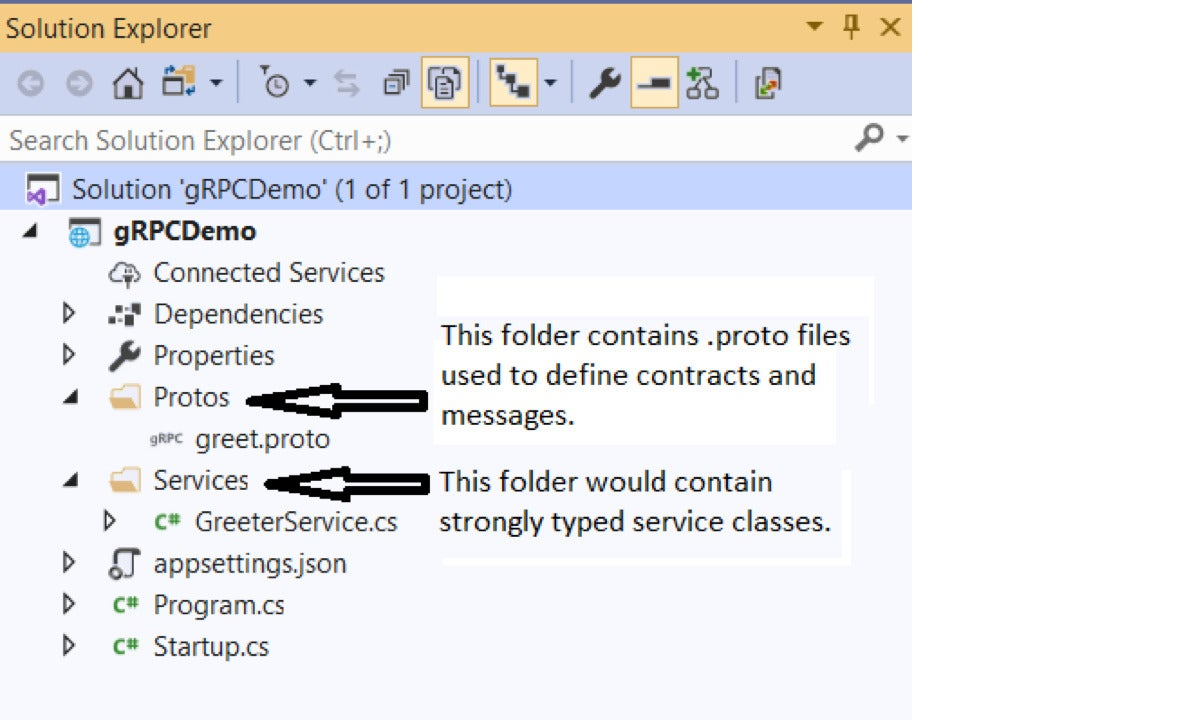 Solution Explorer
Search Solution Explorer (Ctrl+;)
Solution 'gRPCDemo' (1 of 1 project)
gRPCDemo
Connected Services
Dependencies
Properties
Protos
This folder contains .proto files
used to define contracts and
messages.
gRPC greet.proto
Services
This folder would contain
strongly typed service classes.
C# GreeterService.cs
appsettings.json
C# Program.cs
C# Startup.cs